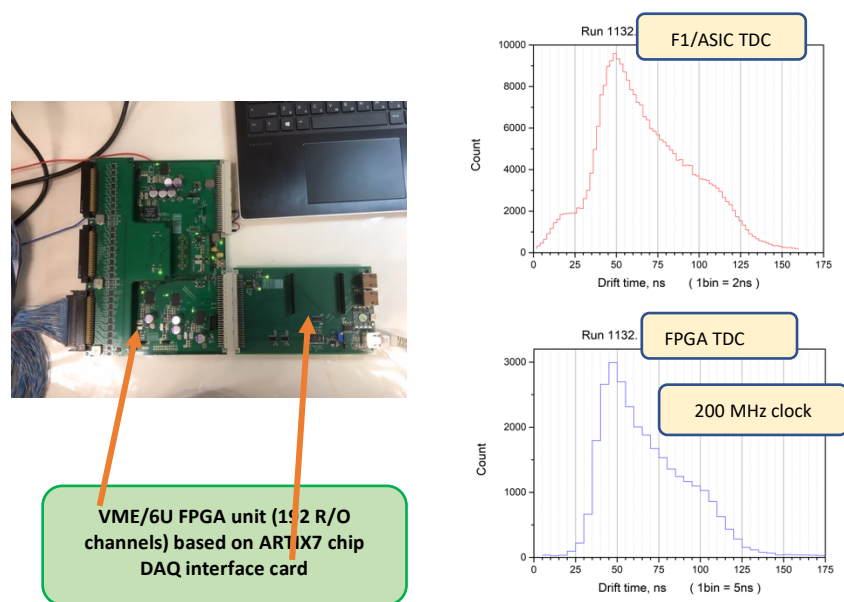 Run 1132.
F1/ASIC TDC
10000
8000
6000
4000
2000
0
Count
0 25 50 75 100 125 150 175
Drift time, ns ( 1bin = 2ns )
Run 1132.
FPGA TDC
200 MHz clock
3000
2000
1000
0
Count
0 25 50 75 100 125 150 175
Drift time, ns ( 1bin = 5ns )
VME/6U FPGA unit (192 R/O
channels) based on ARTIX7 chip
DAQ interface card